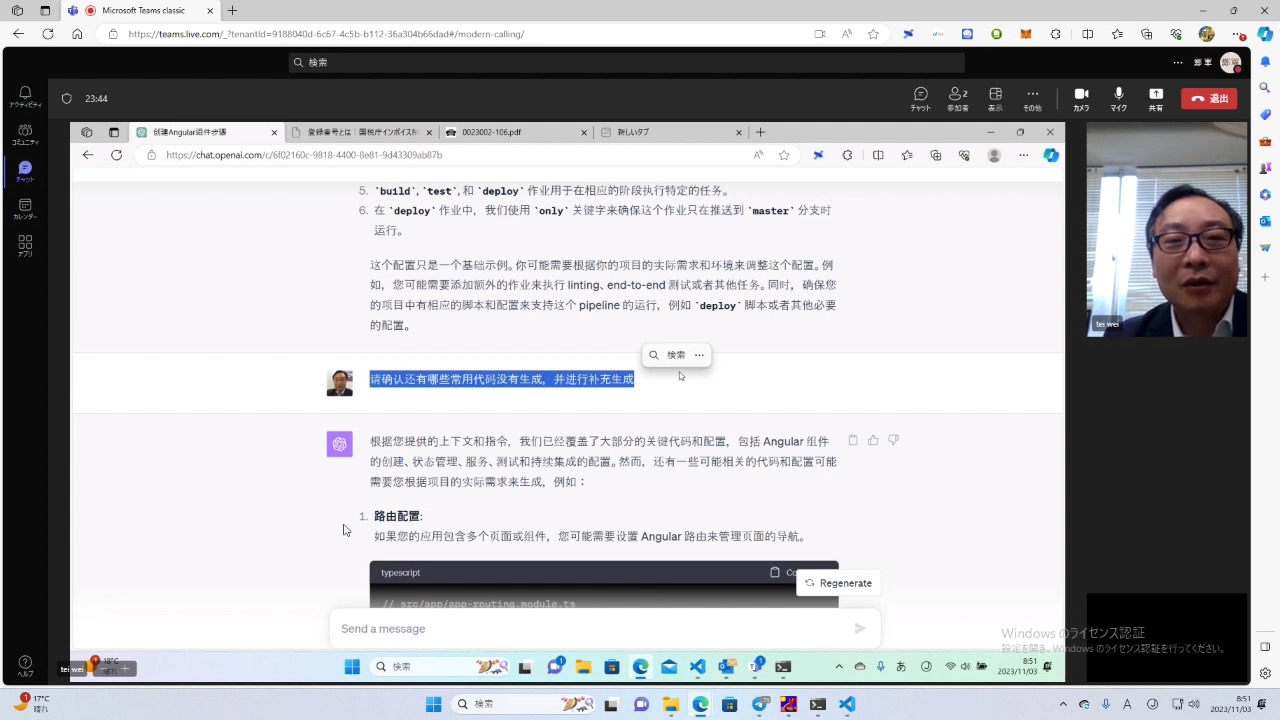 Microsoft Teams classic
https://teams.live.com/_?tenantId=9188040d-6c67-4c5b-b112-36a304b66dad#/modern-calling/
検索
鄭 軍
アクティビティ
23:44
チャット
参加者
表示
その他
カメラ
マイク
共有
退出
コミュニティ
チャット
カレンダー
アプリ
创建Angular组件步骤
登録番号とは|国税庁インボイス制
0023002-106.pdf
新しいタブ
https://chat.openai.com/c/6f02160c-9818-4400-8e81-9d43309ab87b
5. `build`, `test`, 和 `deploy` 作业用于在相应的阶段执行特定的任务。
6. 在 `deploy` 作业中，我们使用 `only` 关键字来确保这个作业只在推送到 `master` 分支时
运行。
这个配置只是一个基础示例。你可能需要根据你的项目的实际需求和环境来调整这个配置。例
如，您可能需要添加额外的作业来执行 linting、end-to-end 测试或者其他任务。同时，确保您
的项目中有相应的脚本和配置来支持这个 pipeline 的运行，例如 `deploy` 脚本或者其他必要
的配置。
検索
请确认还有哪些常用代码没有生成，并进行补充生成
根据您提供的上下文和指令，我们已经覆盖了大部分的关键代码和配置，包括 Angular 组件
的创建、状态管理、服务、测试和持续集成的配置。然而，还有一些可能相关的代码和配置可能
需要您根据项目的实际需求来生成，例如：
1. 路由配置:
如果您的应用包含多个页面或组件，您可能需要设置 Angular 路由来管理页面的导航。
typescript
Co
Regenerate
// src/app/app-routing.module.ts
Send a message
tei wei
Windows のライセンス認証
設定を開き、Windows のライセンス認証を行ってください。
ヘルプ
tei wei
18°C
検索
あ
8:51
2023/11/03
17°C
晴れ
検索
8:51
2023/11/03